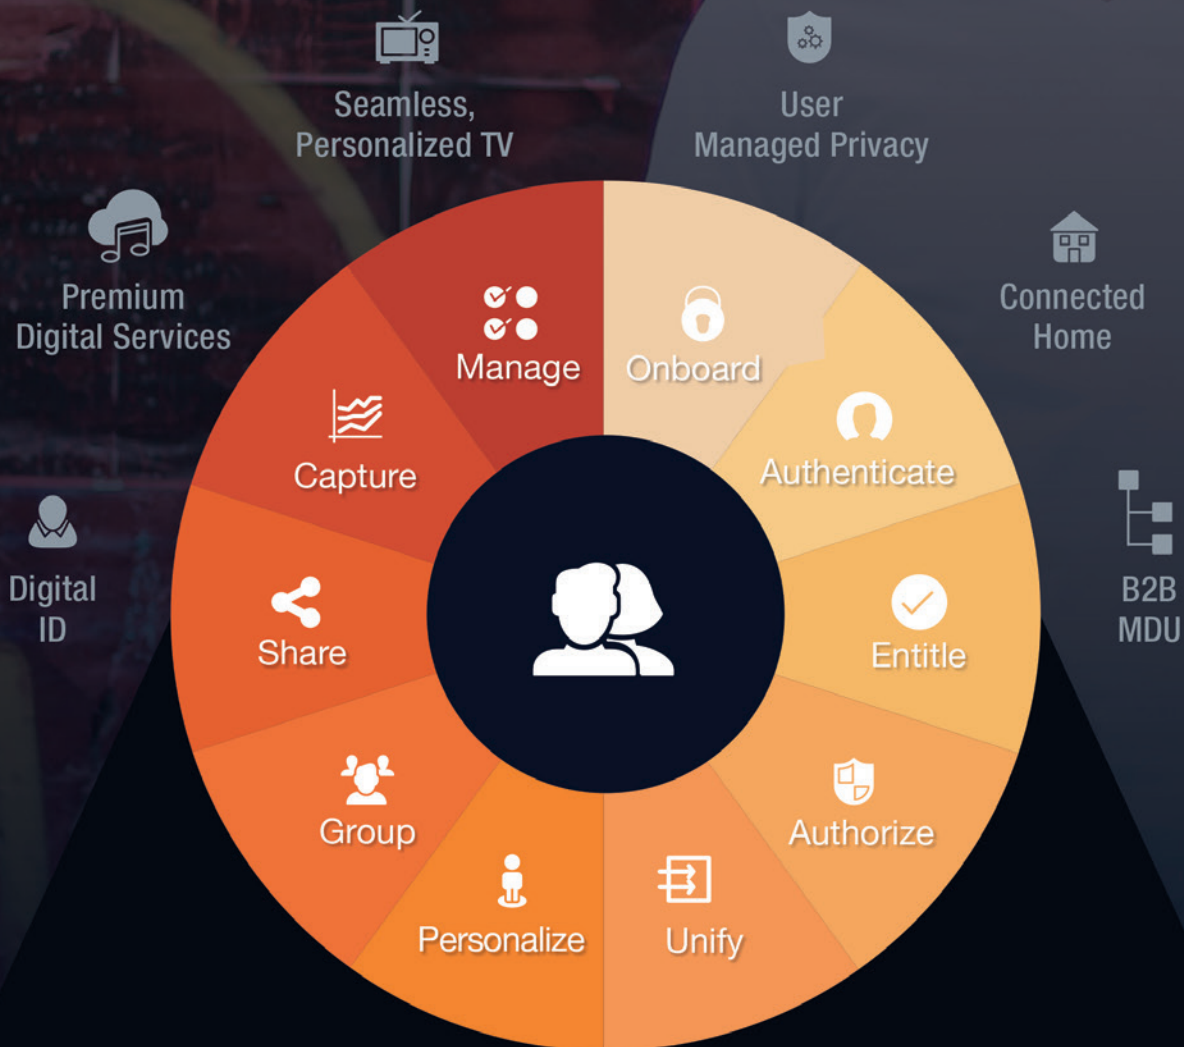 Seamless,
Personalized TV
User
Managed Privacy
Premium
Digital Services
Connected
Home
Digital
ID
B2B
MDU
Manage
Onboard
Capture
Authenticate
Share
Entitle
Group
Authorize
Personalize
Unify